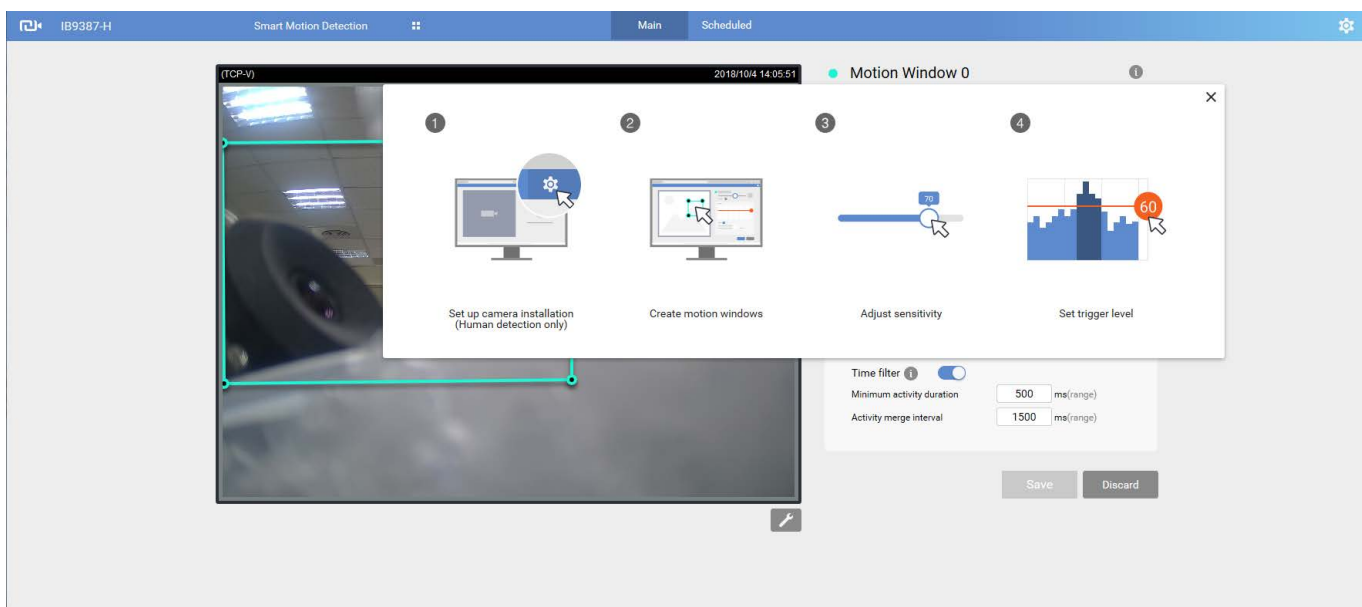 IB9387-H
Smart Motion Detection
Main
Scheduled
(TCP-V)
2018/10/4 14:05:51
Motion Window 0
i
1
2
3
4
70
60
Set up camera installation
(Human detection only)
Create motion windows
Adjust sensitivity
Set trigger level
Time filter i
Minimum activity duration 500 ms(range)
Activity merge interval 1500 ms(range)
Save
Discard